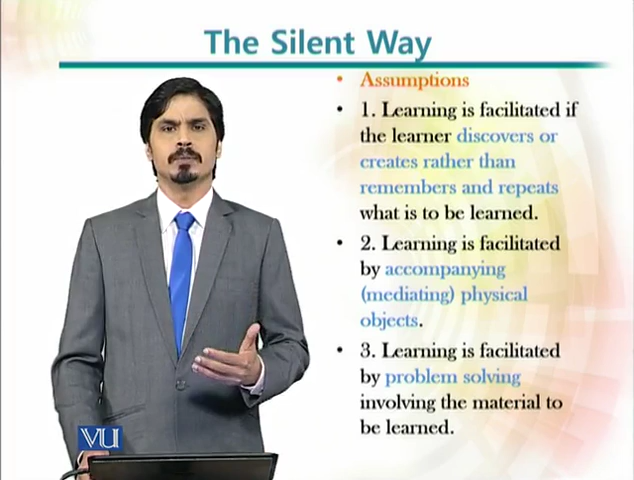 The Silent Way
• Assumptions
• 1. Learning is facilitated if
the learner discovers or
creates rather than
remembers and repeats
what is to be learned.
• 2. Learning is facilitated
by accompanying
(mediating) physical
objects.
• 3. Learning is facilitated
by problem solving
involving the material to
be learned.
VU